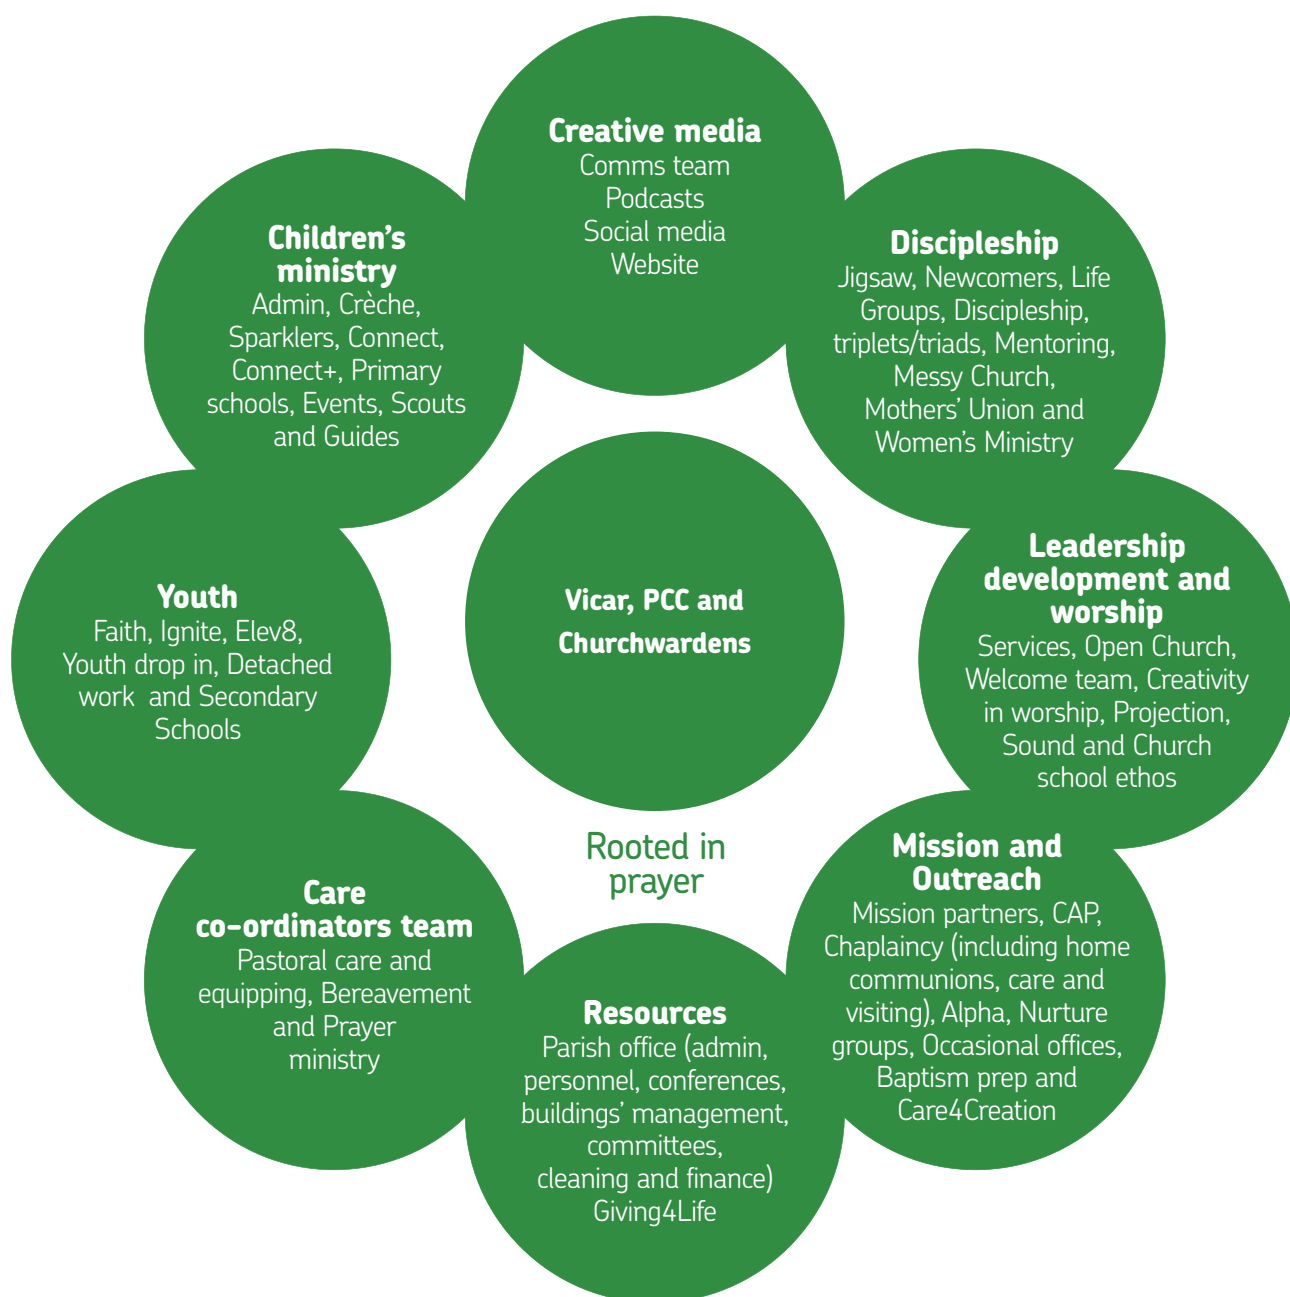 Creative media
Comms team
Podcasts
Social media
Website
Discipleship
Jigsaw, Newcomers, Life
Groups, Discipleship,
triplets/triads, Mentoring,
Messy Church,
Mothers’ Union and
Women’s Ministry
Leadership
development and
worship
Services, Open Church,
Welcome team, Creativity
in worship, Projection,
Sound and Church
school ethos
Mission and
Outreach
Mission partners, CAP,
Chaplaincy (including home
communions, care and
visiting), Alpha, Nurture
groups, Occasional offices,
Baptism prep and
Care4Creation
Resources
Parish office (admin,
personnel, conferences,
buildings’ management,
committees,
cleaning and finance)
Giving4Life
Care
co-ordinators team
Pastoral care and
equipping, Bereavement
and Prayer
ministry
Youth
Faith, Ignite, Elev8,
Youth drop in, Detached
work and Secondary
Schools
Children’s
ministry
Admin, Crèche,
Sparklers, Connect,
Connect+, Primary
schools, Events, Scouts
and Guides
Vicar, PCC and
Churchwardens
Rooted in
prayer